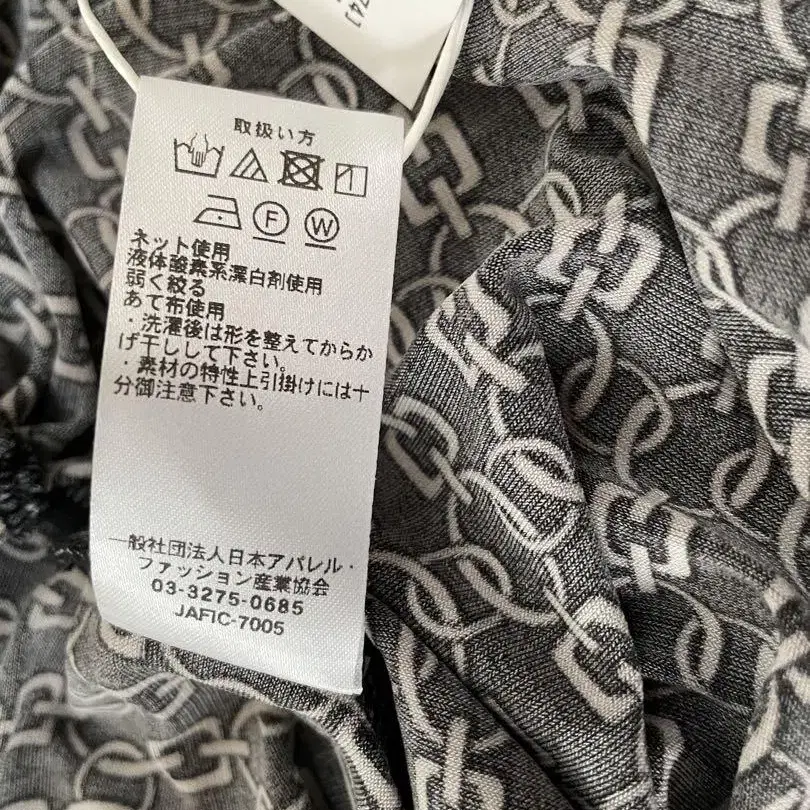 74]
取扱い方
F W
ネット使用
液体酸素系漂白剤使用
弱く絞る
あて布使用
・洗濯後は形を整えてからか
げ干しして下さい。
・素材の特性上引掛けには十
分御注意下さい。
一般社団法人日本アパレル・
ファッション産業協会
03-3275-0685
JAFIC-7005